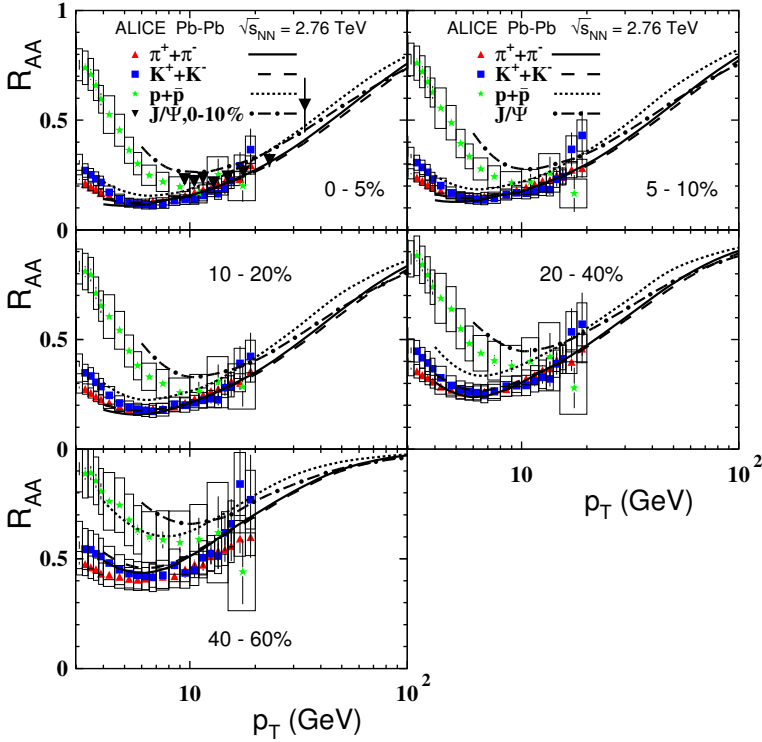 ALICE Pb-Pb √s_NN = 2.76 TeV
π⁺+π⁻
K⁺+K⁻
p+p̄
J/Ψ,0-10%
0 - 5%
ALICE Pb-Pb √s_NN = 2.76 TeV
π⁺+π⁻
K⁺+K⁻
p+p̄
J/Ψ
5 - 10%
R_AA
1
0.5
0
10 - 20%
20 - 40%
R_AA
0.5
0
10
10²
p_T (GeV)
40 - 60%
R_AA
0.5
0
10
10²
p_T (GeV)